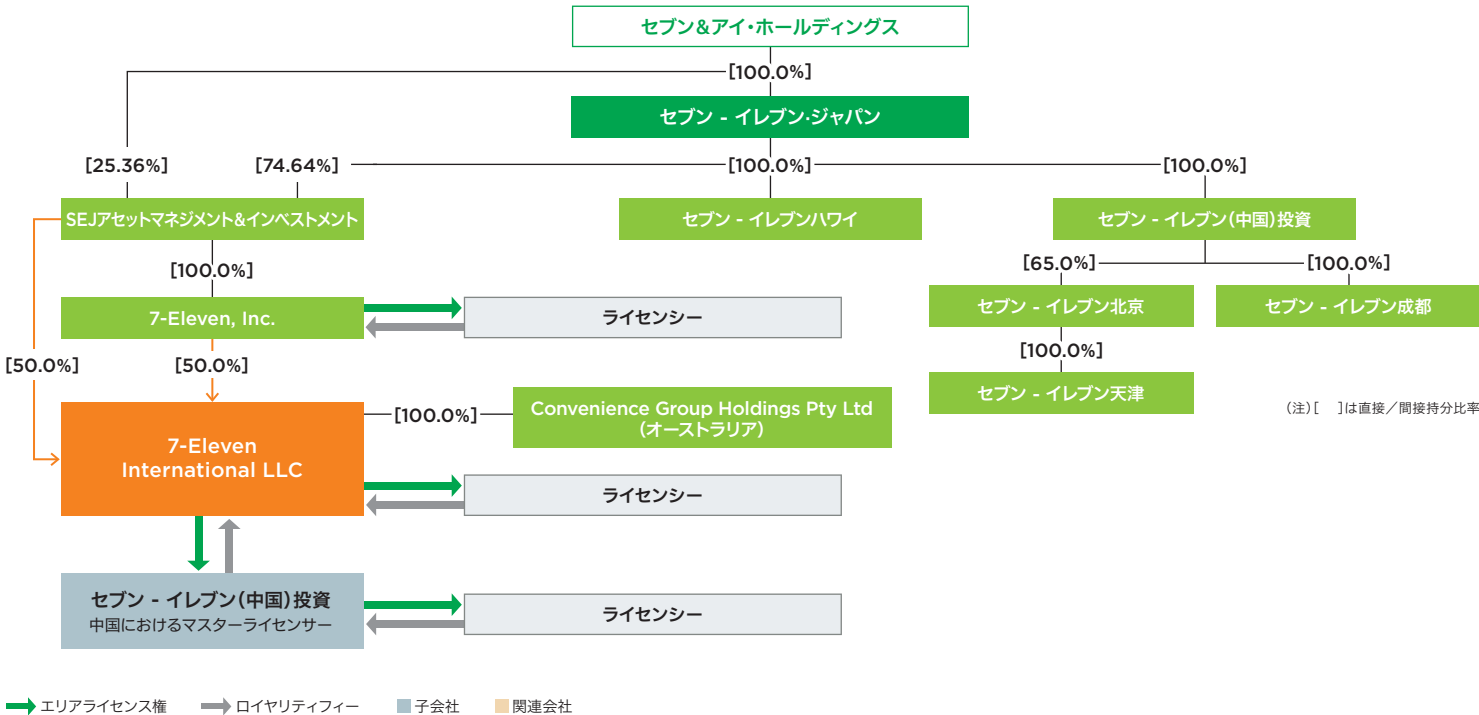 セブン&アイ・ホールディングス
[100.0%]
セブン - イレブン・ジャパン
[25.36%]
[74.64%]
[100.0%]
[100.0%]
SEJアセットマネジメント&インベストメント
セブン - イレブンハワイ
セブン - イレブン(中国)投資
[100.0%]
[65.0%]
[100.0%]
7-Eleven, Inc.
ライセンシー
セブン - イレブン北京
セブン - イレブン成都
[50.0%]
[50.0%]
[100.0%]
セブン - イレブン天津
Convenience Group Holdings Pty Ltd
(オーストラリア)
[100.0%]
(注)[　]は直接/間接持分比率
7-Eleven
International LLC
ライセンシー
セブン - イレブン(中国)投資
中国におけるマスターライセンサー
ライセンシー
エリアライセンス権
ロイヤリティフィー
子会社
関連会社